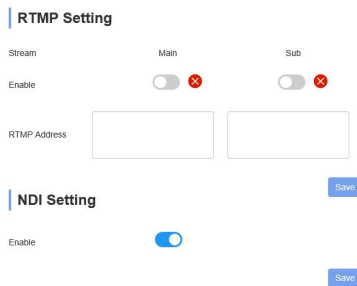 RTMP Setting
Stream Main Sub
Enable
RTMP Address
Save
NDI Setting
Enable
Save